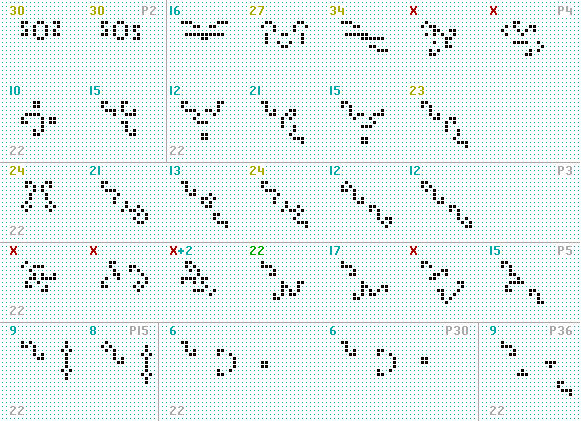 30 30 P2 16 27 34 X X P4
10 15 12 21 15 23
22 22
24 21 13 24 12 12 P3
22
X X X+2 22 17 X 15 P5
22
9 8 P15 6 6 P30 9 P36
22 22 22